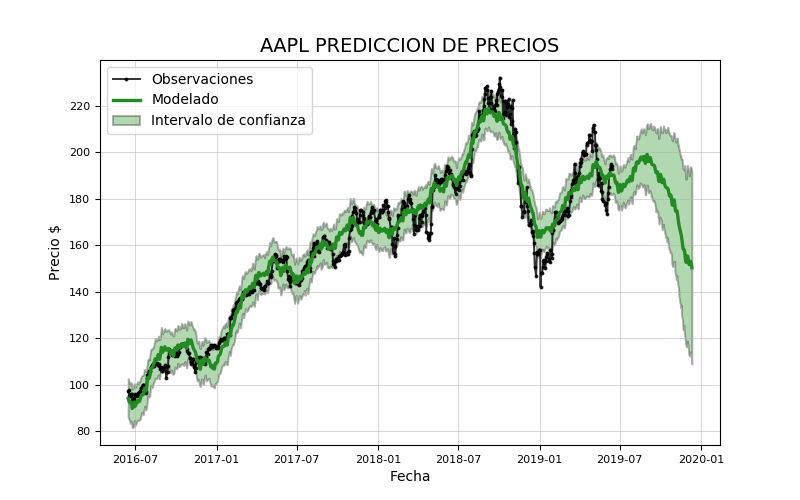 AAPL PREDICCION DE PRECIOS
Observaciones
Modelado
Intervalo de confianza
Precio $
220
200
180
160
140
120
100
80
2016-07 2017-01 2017-07 2018-01 2018-07 2019-01 2019-07 2020-01
Fecha